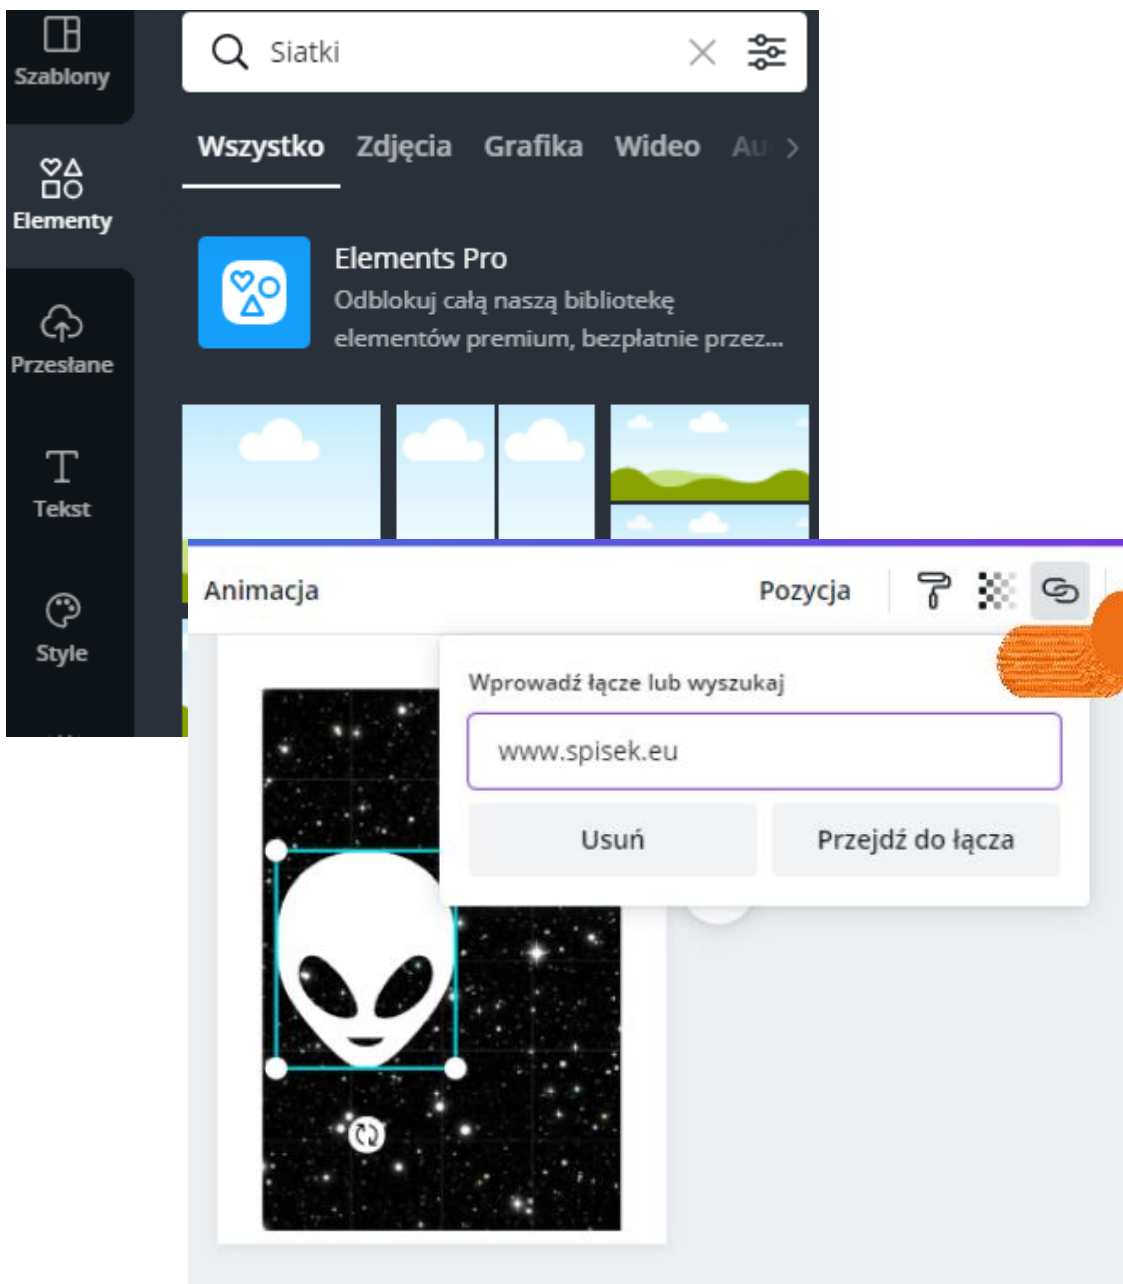 Siatki
Szablony
Wszystko Zdjęcia Grafika Wideo
Elementy
Elements Pro
Odblokuj całą naszą bibliotekę
elementów premium, bezpłatnie przez...
Przesłane
Tekst
Style
Animacja
Pozycja
Wprowadź łącze lub wyszukaj
www.spisek.eu
Usuń
Przejdź do łącza